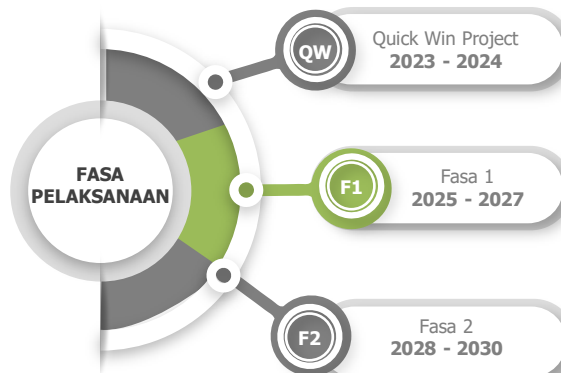 QW
Quick Win Project
2023 - 2024
FASA
PELAKSANAAN
F1
Fasa 1
2025 - 2027
F2
Fasa 2
2028 - 2030